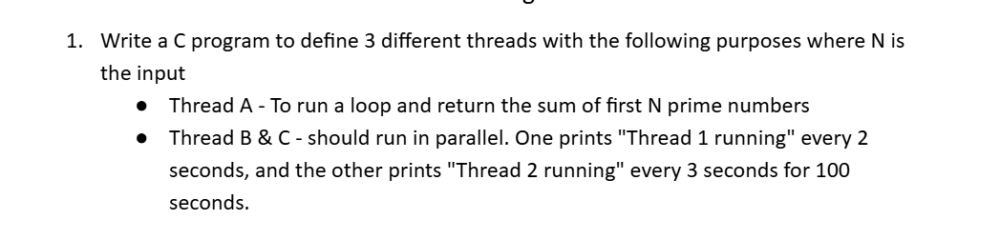 1. Write a C program to define 3 different threads with the following purposes where N is
the input
● Thread A - To run a loop and return the sum of first N prime numbers
● Thread B & C - should run in parallel. One prints "Thread 1 running" every 2
seconds, and the other prints "Thread 2 running" every 3 seconds for 100
seconds.